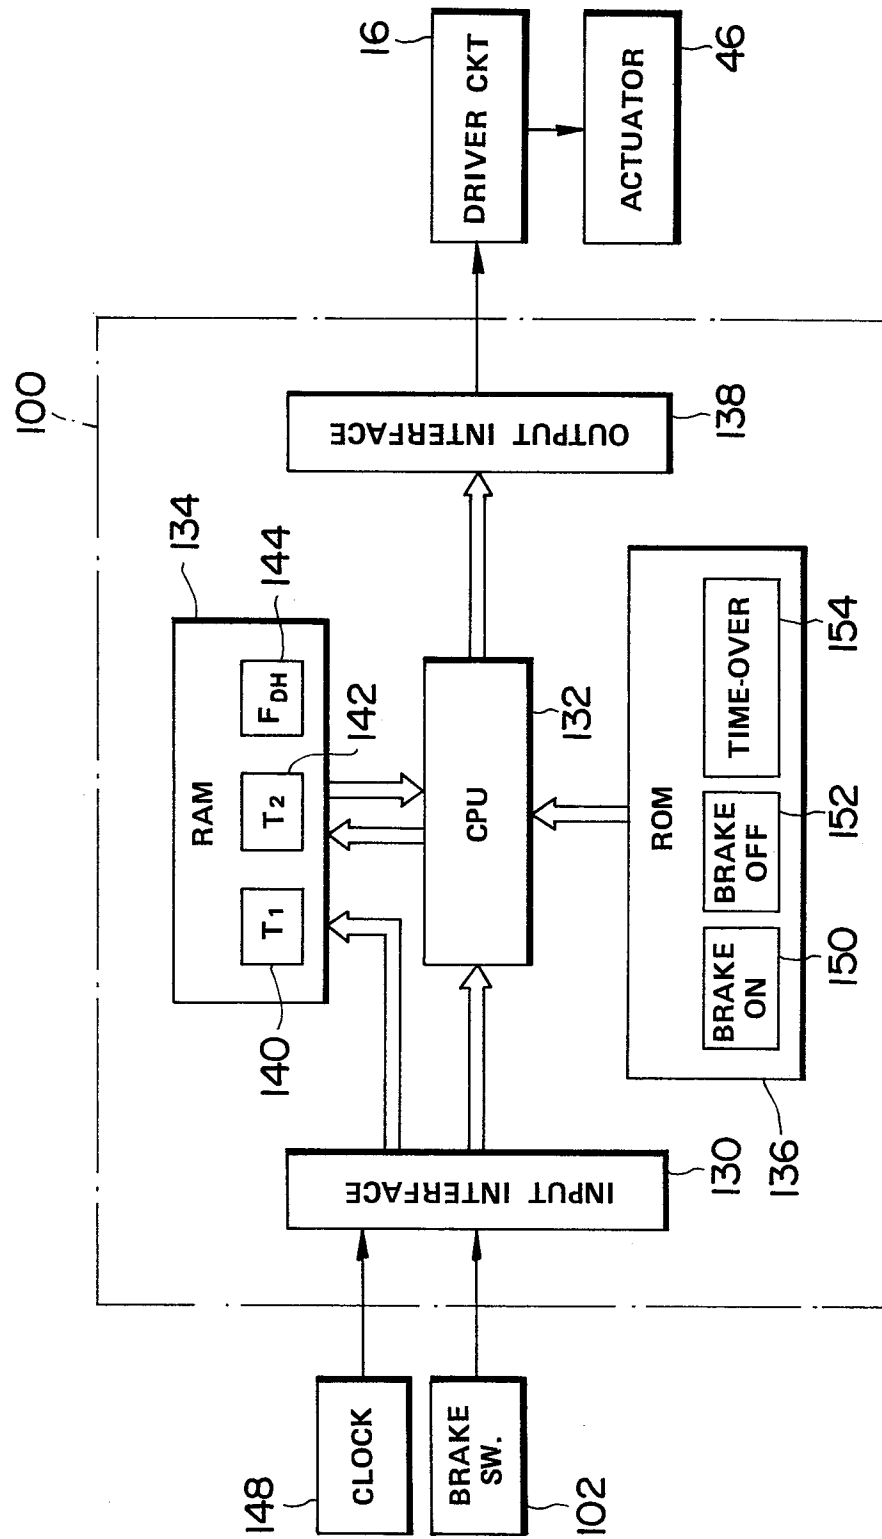 100
148
CLOCK
BRAKE
SW.
102
INPUT INTERFACE
130
134
RAM
T1
T2
FDH
140
142
144
CPU
132
ROM
BRAKE
ON
BRAKE
OFF
TIME-OVER
136
150
152
154
OUTPUT INTERFACE
138
16
DRIVER CKT
ACTUATOR
46